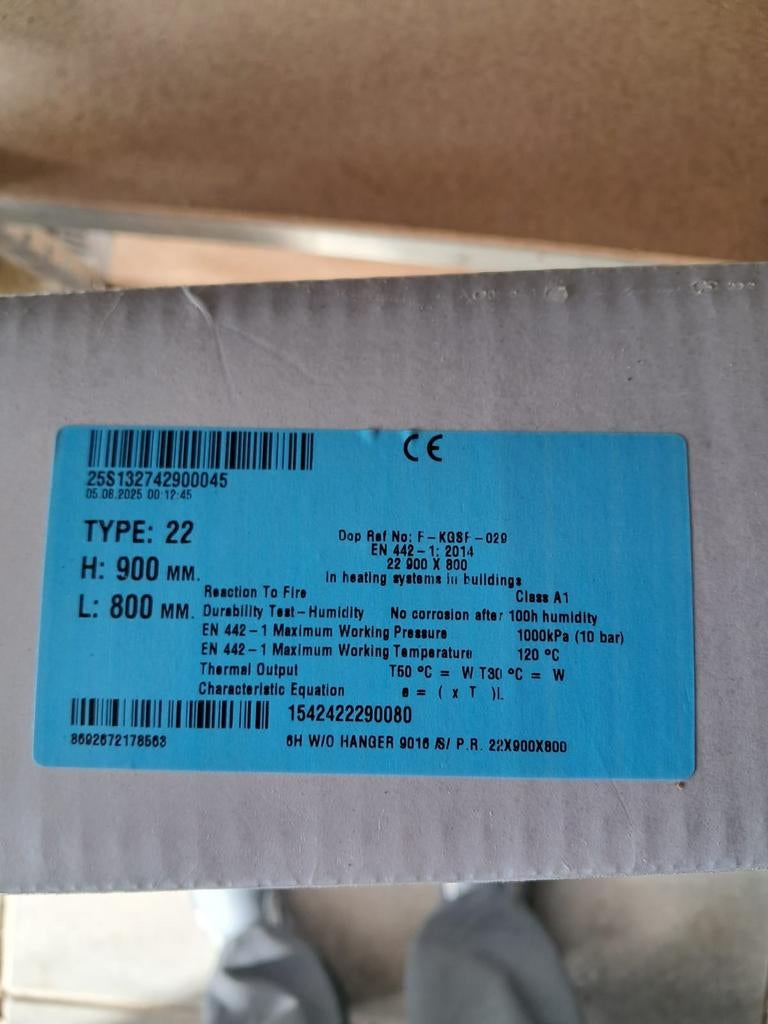 CE
25S132742900045
05.08.2025 00:12:45
TYPE: 22
H: 900 MM.
L: 800 MM.
Dop Ref No: F-KGSF-029
EN 442-1: 2014
22 900 X 800
In heating systems in buildings
Reaction To Fire Class A1
Durability Test-Humidity No corrosion after 100h humidity
EN 442-1 Maximum Working Pressure 1000kPa (10 bar)
EN 442-1 Maximum Working Temperature 120 °C
Thermal Output T50 °C = W T30 °C = W
Characteristic Equation = ( x T )L
1542422290080
8692672178563
6H W/O HANGER 9016 /S/ P.R. 22X900X800